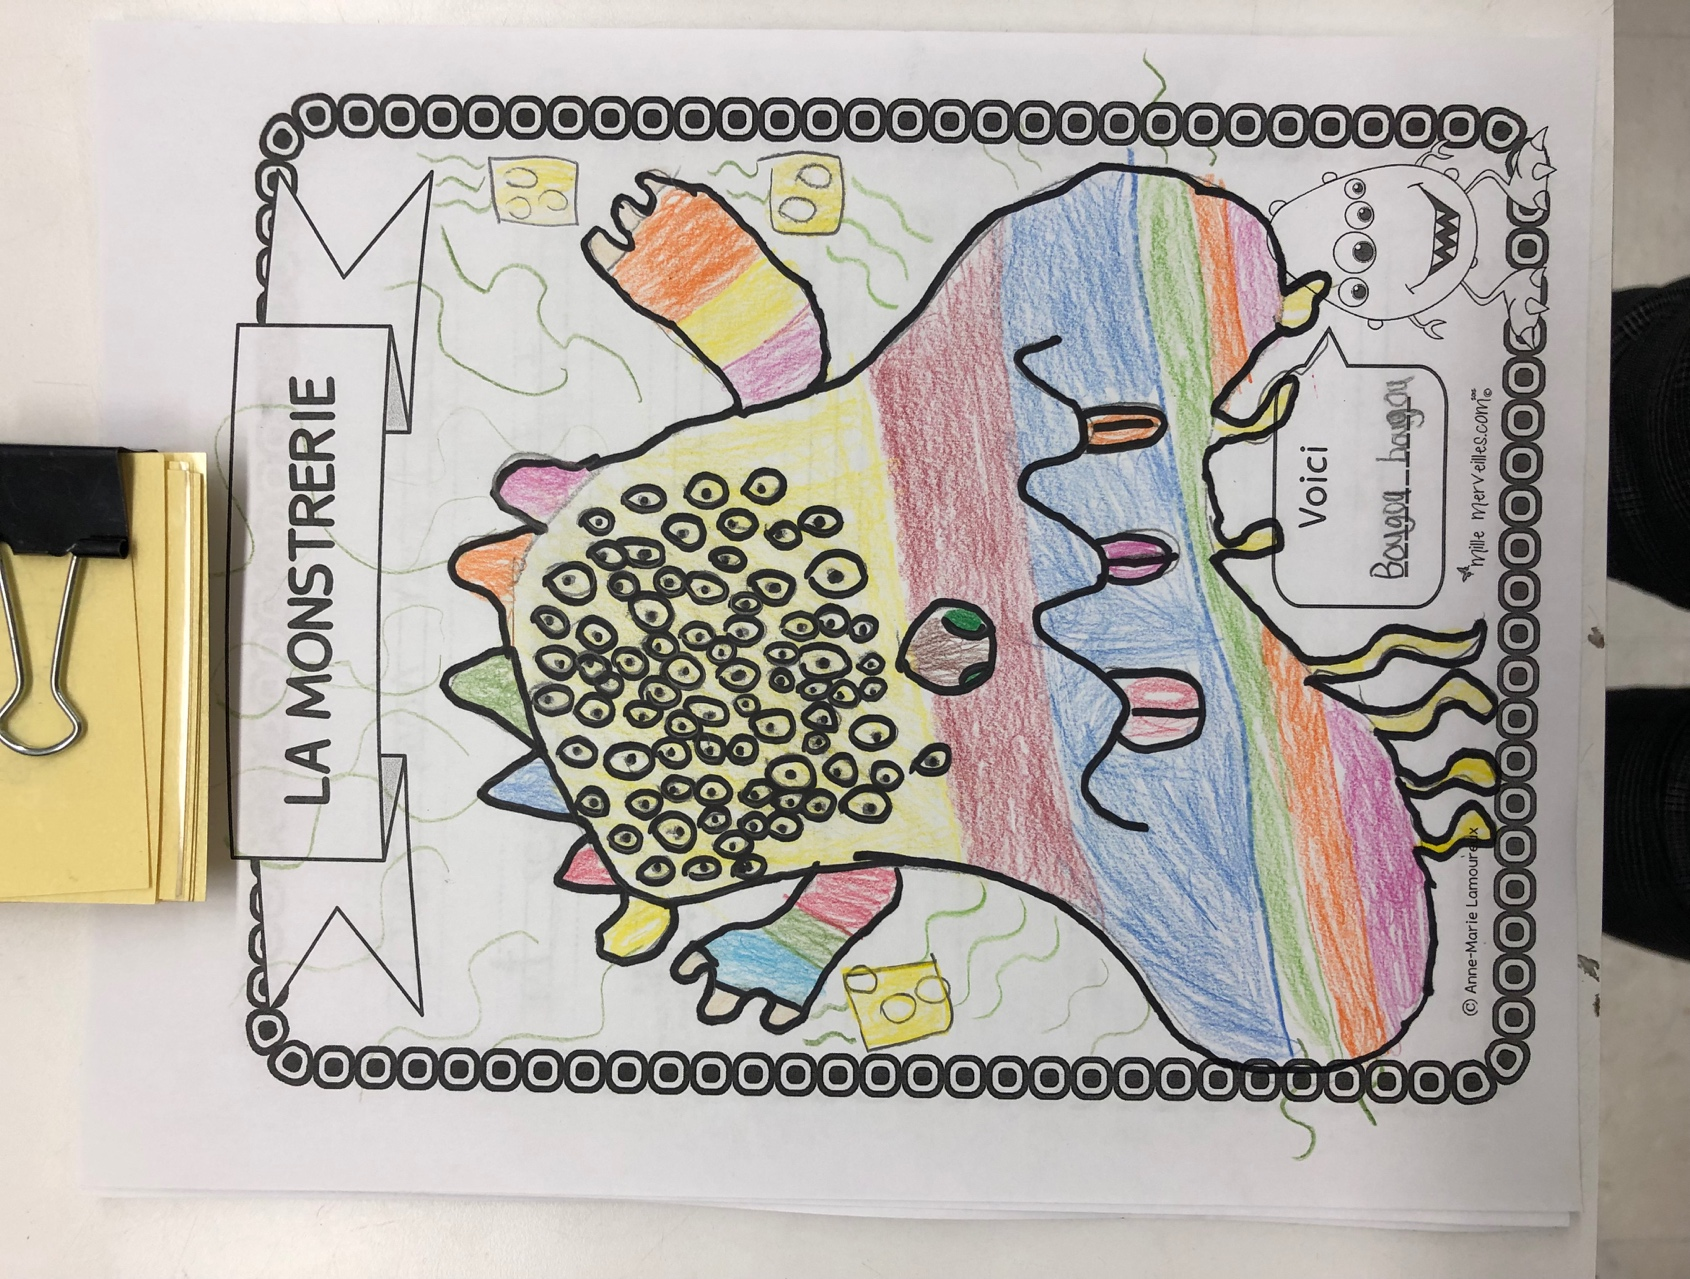 LA MONSTRERIE
Voici
Bouga bouga
Mille Merveilles.com ©
© Anne-Marie Lamoureux